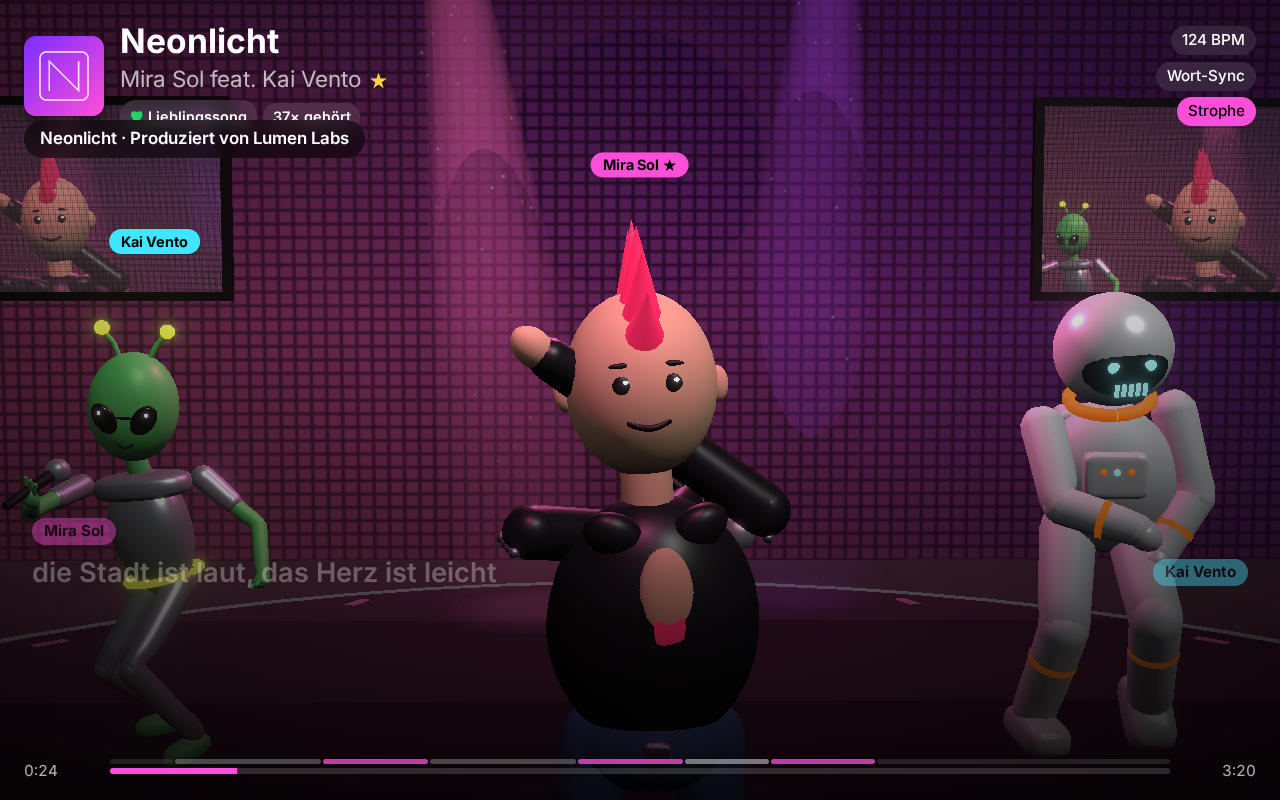 Neonlicht
Mira Sol feat. Kai Vento ★
Lieblingssong
37× gehört
Neonlicht · Produziert von Lumen Labs
124 BPM
Wort-Sync
Strophe
Mira Sol ★
Kai Vento
Mira Sol
die Stadt ist laut, das Herz ist leicht
Kai Vento
0:24
3:20